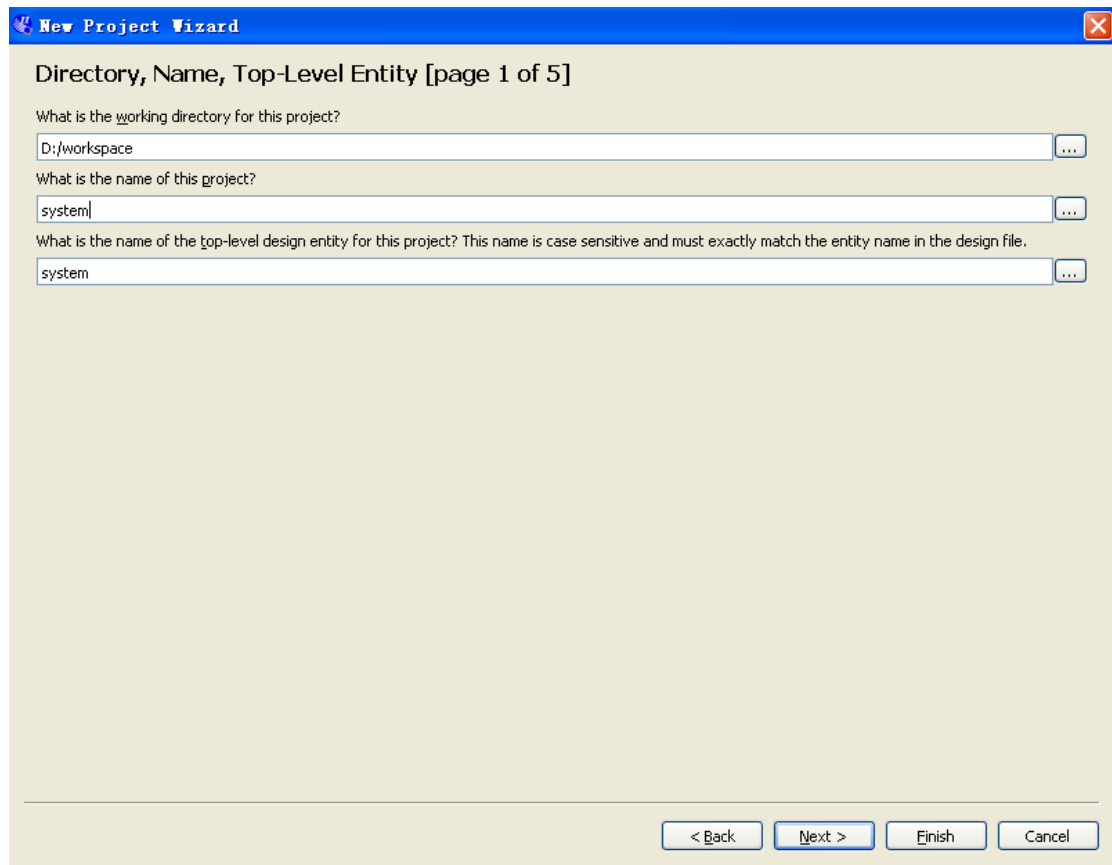 New Project Wizard
Directory, Name, Top-Level Entity [page 1 of 5]
What is the working directory for this project?
D:/workspace
...
What is the name of this project?
system
...
What is the name of the top-level design entity for this project? This name is case sensitive and must exactly match the entity name in the design file.
system
...
< Back Next > Finish Cancel